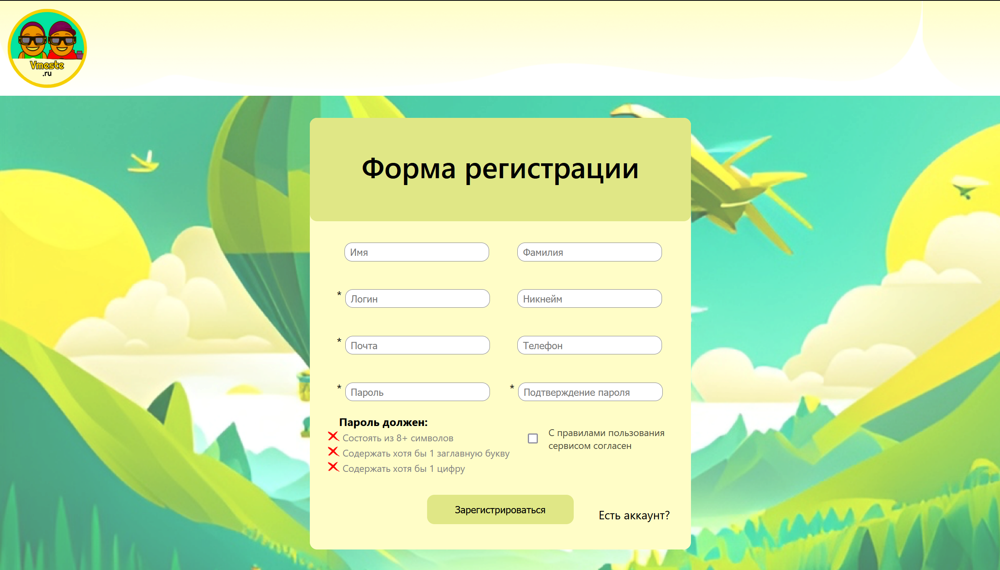 Vmeste
.ru
Форма регистрации
Имя
Фамилия
* Логин
Никнейм
* Почта
Телефон
* Пароль
* Подтверждение пароля
Пароль должен:
Состоять из 8+ символов
Содержать хотя бы 1 заглавную букву
Содержать хотя бы 1 цифру
С правилами пользования
сервисом согласен
Зарегистрироваться
Есть аккаунт?